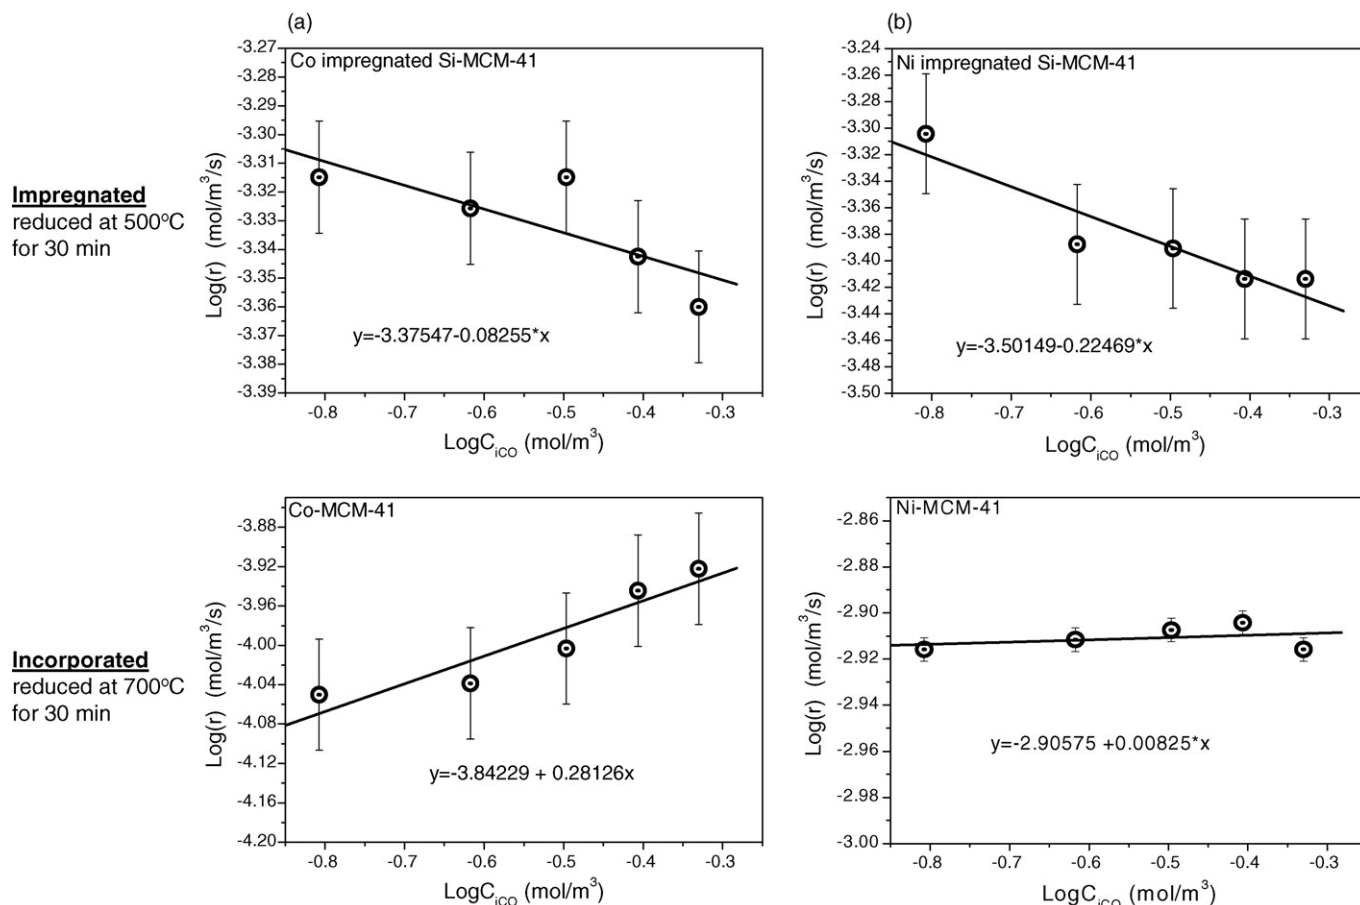 (a)
(b)
Impregnated
reduced at 500°C
for 30 min
-3.27
-3.28
-3.29
-3.30
-3.31
-3.32
-3.33
-3.34
-3.35
-3.36
-3.37
-3.38
-3.39
Log(r) (mol/m³/s)
Co impregnated Si-MCM-41
y=-3.37547-0.08255*x
-0.8 -0.7 -0.6 -0.5 -0.4 -0.3
LogC_iCO (mol/m³)
-3.24
-3.26
-3.28
-3.30
-3.32
-3.34
-3.36
-3.38
-3.40
-3.42
-3.44
-3.46
-3.48
-3.50
Log(r) (mol/m³/s)
Ni impregnated Si-MCM-41
y=-3.50149-0.22469*x
-0.8 -0.7 -0.6 -0.5 -0.4 -0.3
LogC_iCO (mol/m³)
Incorporated
reduced at 700°C
for 30 min
-3.88
-3.92
-3.96
-4.00
-4.04
-4.08
-4.12
-4.16
-4.20
Log(r) (mol/m³/s)
Co-MCM-41
y=-3.84229 + 0.28126x
-0.8 -0.7 -0.6 -0.5 -0.4 -0.3
LogC_iCO (mol/m³)
-2.86
-2.88
-2.90
-2.92
-2.94
-2.96
-2.98
-3.00
Log(r) (mol/m³/s)
Ni-MCM-41
y=-2.90575 +0.00825*x
-0.8 -0.7 -0.6 -0.5 -0.4 -0.3
LogC_iCO (mol/m³)